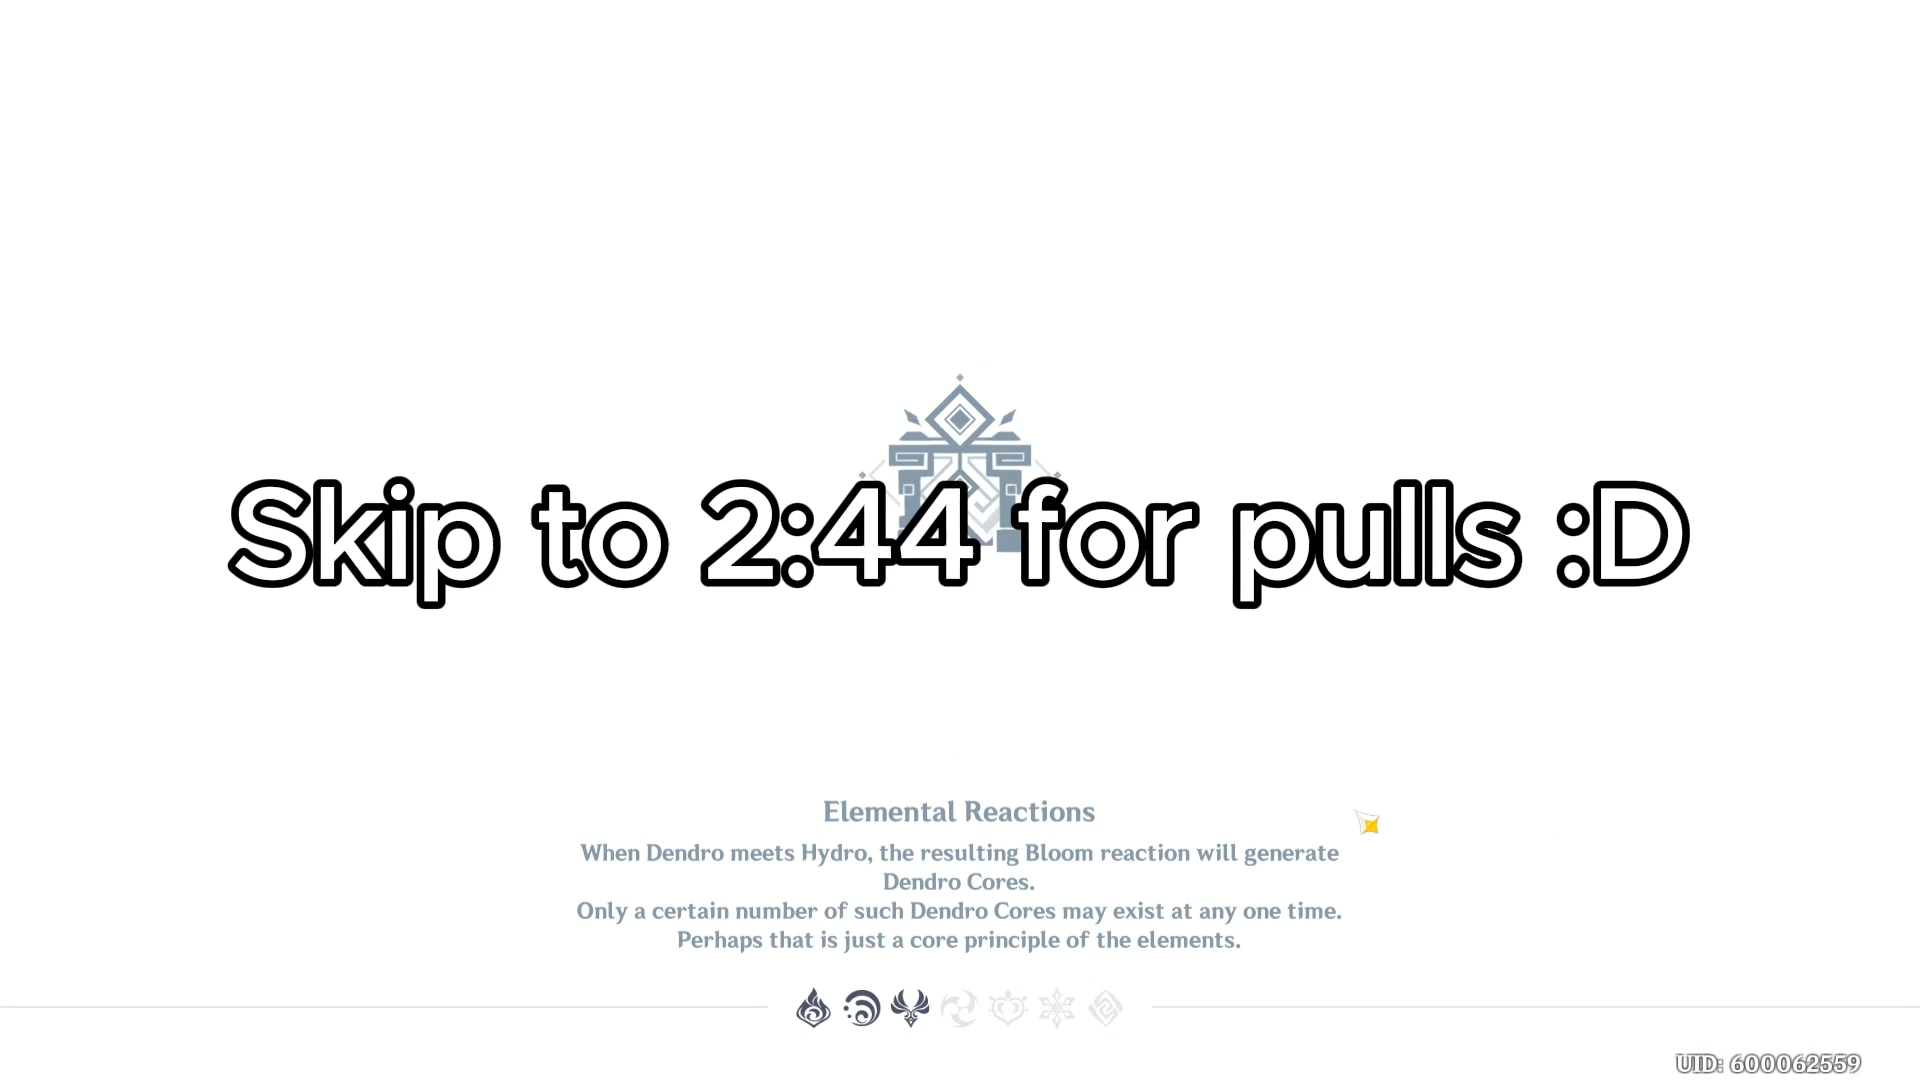 Skip to 2:44 for pulls :D
Elemental Reactions
When Dendro meets Hydro, the resulting Bloom reaction will generate
Dendro Cores.
Only a certain number of such Dendro Cores may exist at any one time.
Perhaps that is just a core principle of the elements.
UID: 600062559